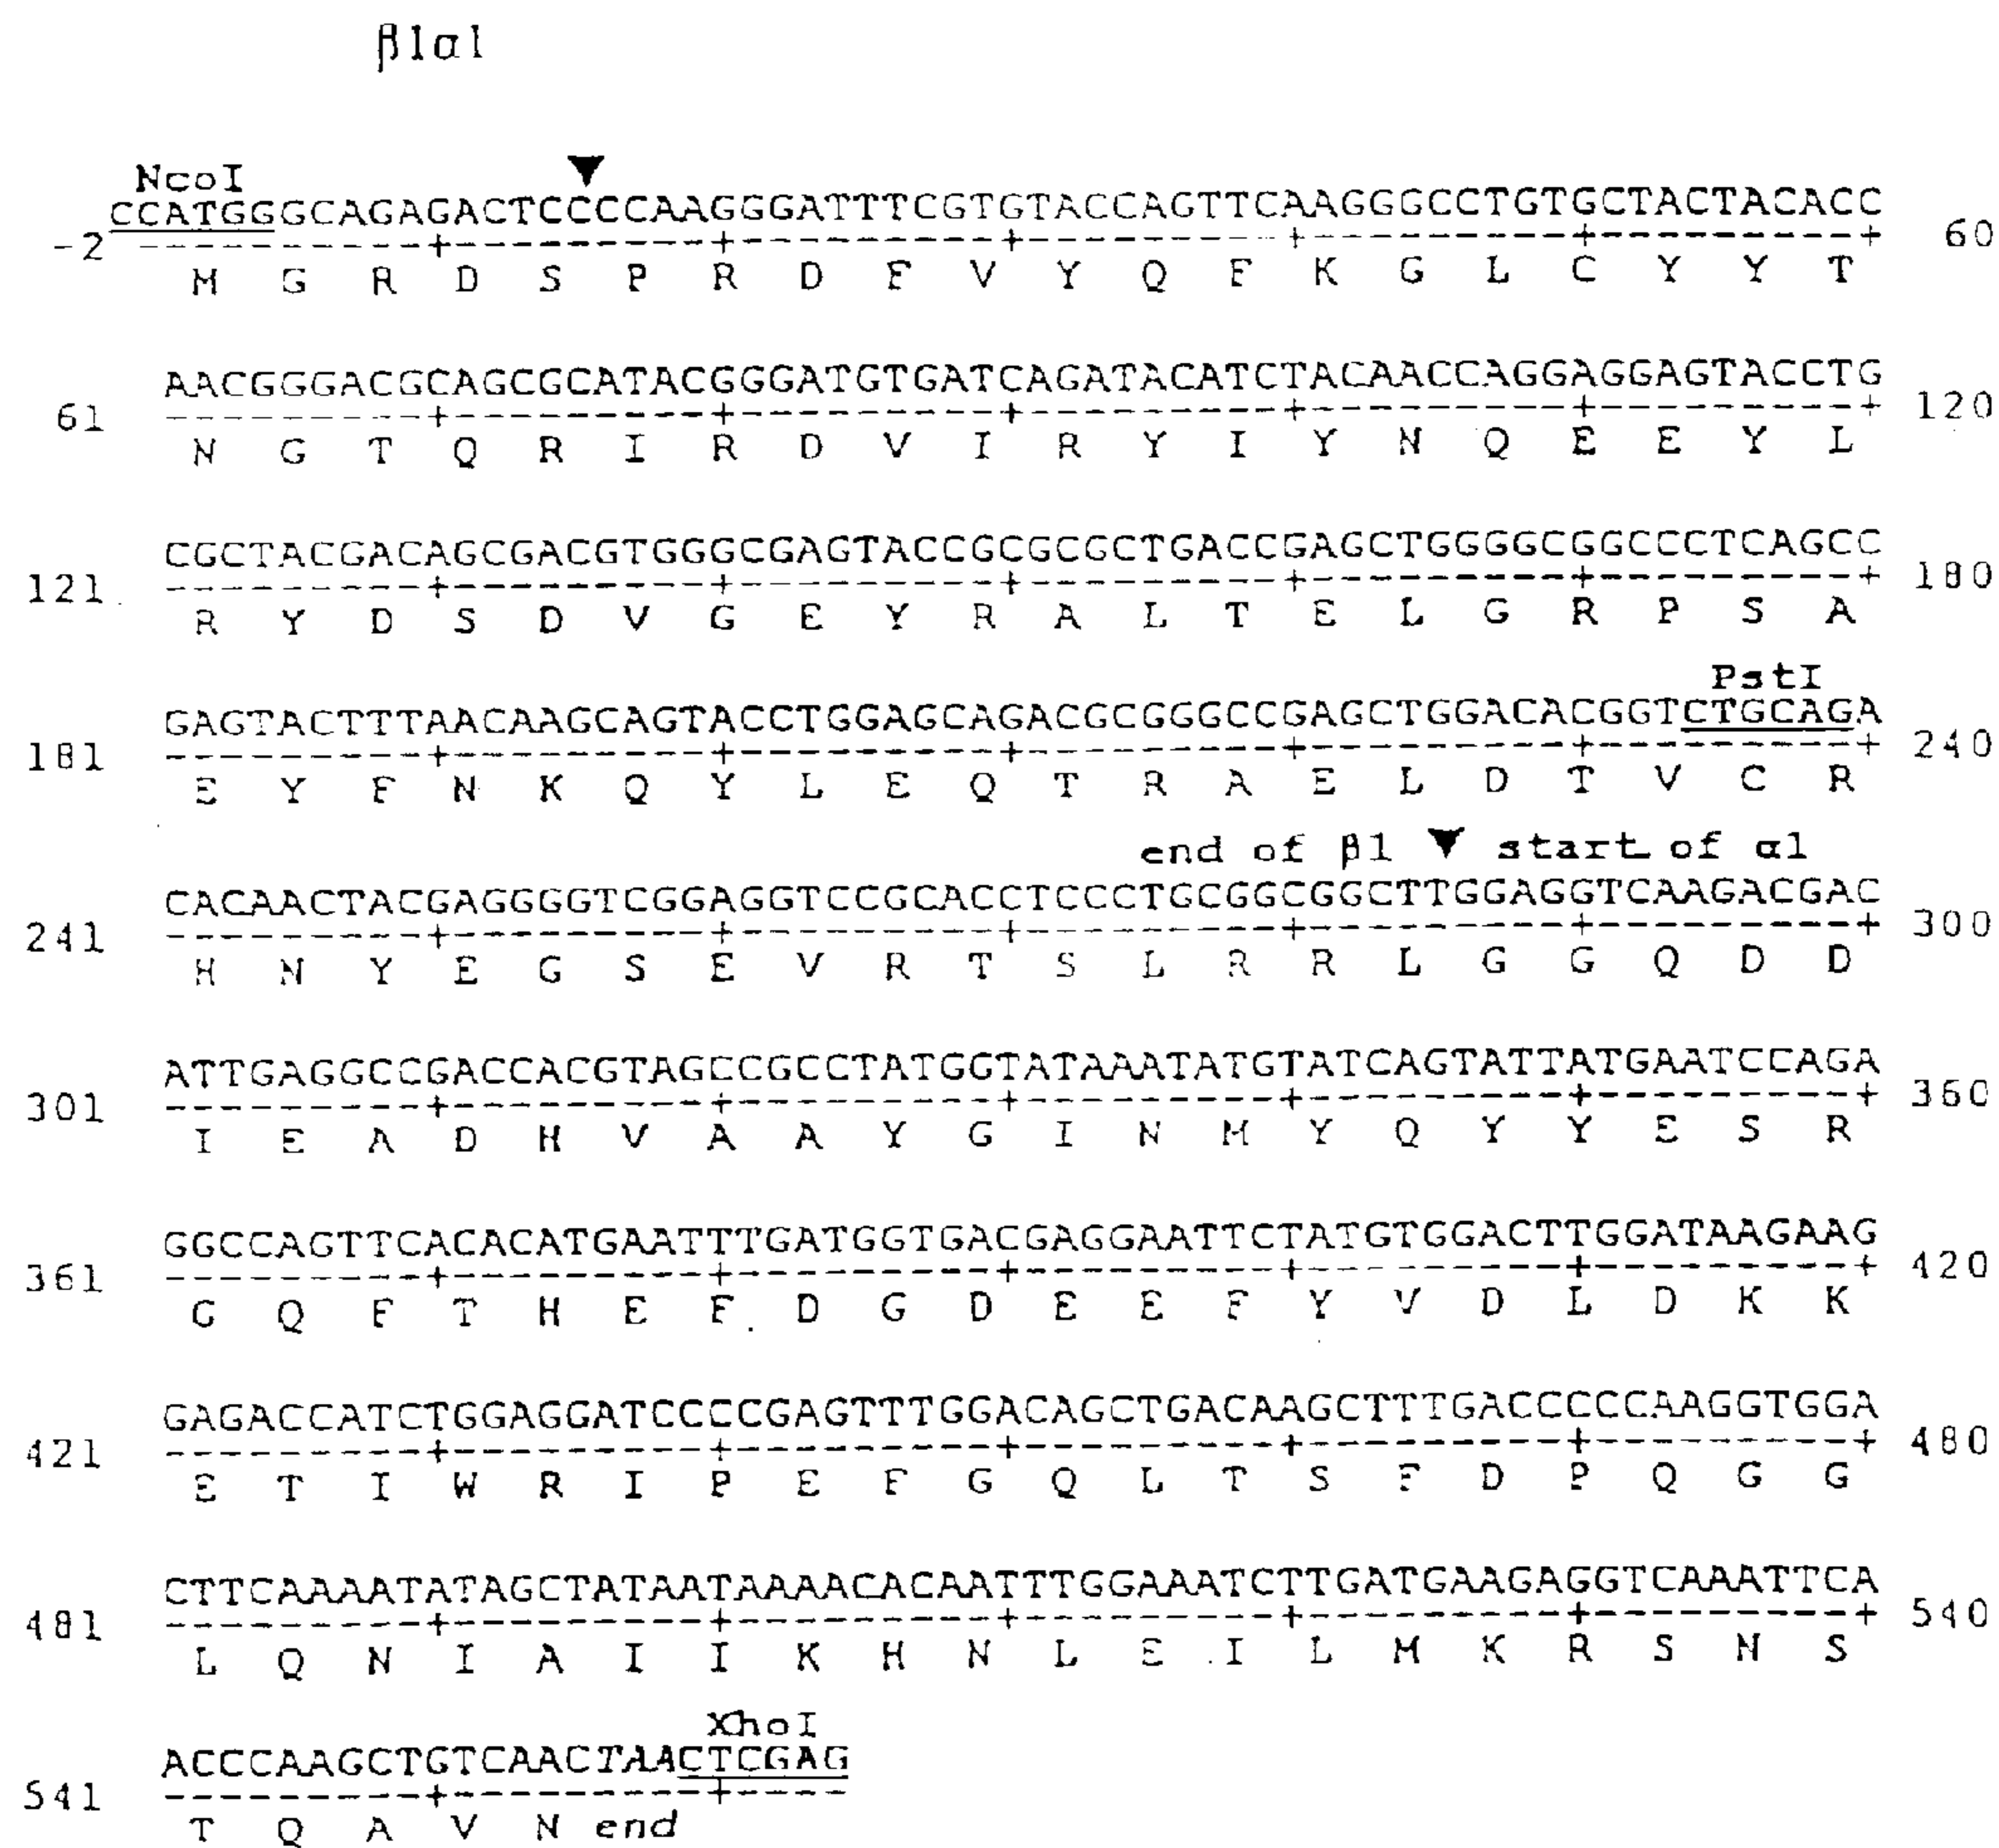 β1α1
NcoI ▼
CCATGGGCAGAGACTCCCCAAGGGATTTCGTGTACCAGTTCAAGGGCCTGTGCTACTACACC
-2 ----------+---------+---------+---------+---------+---------+ 60
M G R D S P R D F V Y Q F K G L C Y Y T
AACGGGACGCAGCGCATACGGGATGTGATCAGATACATCTACAACCAGGAGGAGTACCTG
61 ---------+---------+---------+---------+---------+---------+ 120
N G T Q R I R D V I R Y I Y N Q E E Y L
CGCTACGACAGCGACGTGGGCGAGTACCGCGCGCTGACCGAGCTGGGGCGGCCCTCAGCC
121 ---------+---------+---------+---------+---------+---------+ 180
R Y D S D V G E Y R A L T E L G R P S A
PstI
GAGTACTTTAACAAGCAGTACCTGGAGCAGACGCGGGCCGAGCTGGACACGGTCTGCAGA
181 ---------+---------+---------+---------+---------+---------+ 240
E Y F N K Q Y L E Q T R A E L D T V C R
end of β1 ▼ start of α1
CACAACTACGAGGGGTCGGAGGTCCGCACCTCCCTGCGGCGGCTTGGAGGTCAAGACGAC
241 ---------+---------+---------+---------+---------+---------+ 300
H N Y E G S E V R T S L R R L G G Q D D
ATTGAGGCCGACCACGTAGCCGCCTATGGTATAAATATGTATCAGTATTATGAATCCAGA
301 ---------+---------+---------+---------+---------+---------+ 360
I E A D H V A A Y G I N M Y Q Y Y E S R
GGCCAGTTCACACATGAATTTGATGGTGACGAGGAATTCTATGTGGACTTGGATAAGAAG
361 ---------+---------+---------+---------+---------+---------+ 420
G Q F T H E F D G D E E F Y V D L D K K
GAGACCATCTGGAGGATCCCCGAGTTTGGACAGCTGACAAGCTTTGACCCCCAAGGTGGA
421 ---------+---------+---------+---------+---------+---------+ 480
E T I W R I P E F G Q L T S F D P Q G G
CTTCAAAATATAGCTATAATAAAACACAATTTGGAAATCTTGATGAAGAGGTCAAATTCA
481 ---------+---------+---------+---------+---------+---------+ 540
L Q N I A I I K H N L E I L M K R S N S
XhoI
ACCCAAGCTGTCAACTAACTCGAG
541 ---------+---------+----
T Q A V N end